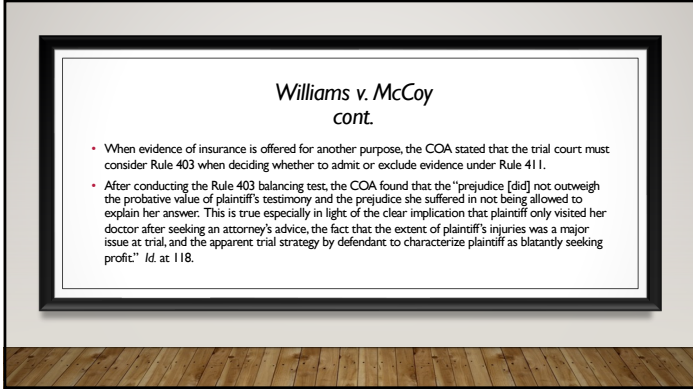 Williams v. McCoy
cont.
• When evidence of insurance is offered for another purpose, the COA stated that the trial court must
consider Rule 403 when deciding whether to admit or exclude evidence under Rule 411.
• After conducting the Rule 403 balancing test, the COA found that the “prejudice [did] not outweigh
the probative value of plaintiff’s testimony and the prejudice she suffered in not being allowed to
explain her answer. This is true especially in light of the clear implication that plaintiff only visited her
doctor after seeking an attorney’s advice, the fact that the extent of plaintiff’s injuries was a major
issue at trial, and the apparent trial strategy by defendant to characterize plaintiff as blatantly seeking
profit.” Id. at 118.